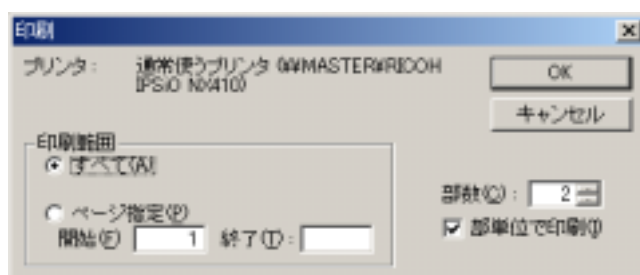 印刷
プリンタ： 通常使うプリンタ (¥¥MASTER¥RICOH
IPSiO NX410)
OK
キャンセル
印刷範囲
すべて(A)
ページ指定(P)
開始(F) 1 終了(T)：
部数(C)： 2
部単位で印刷(I)